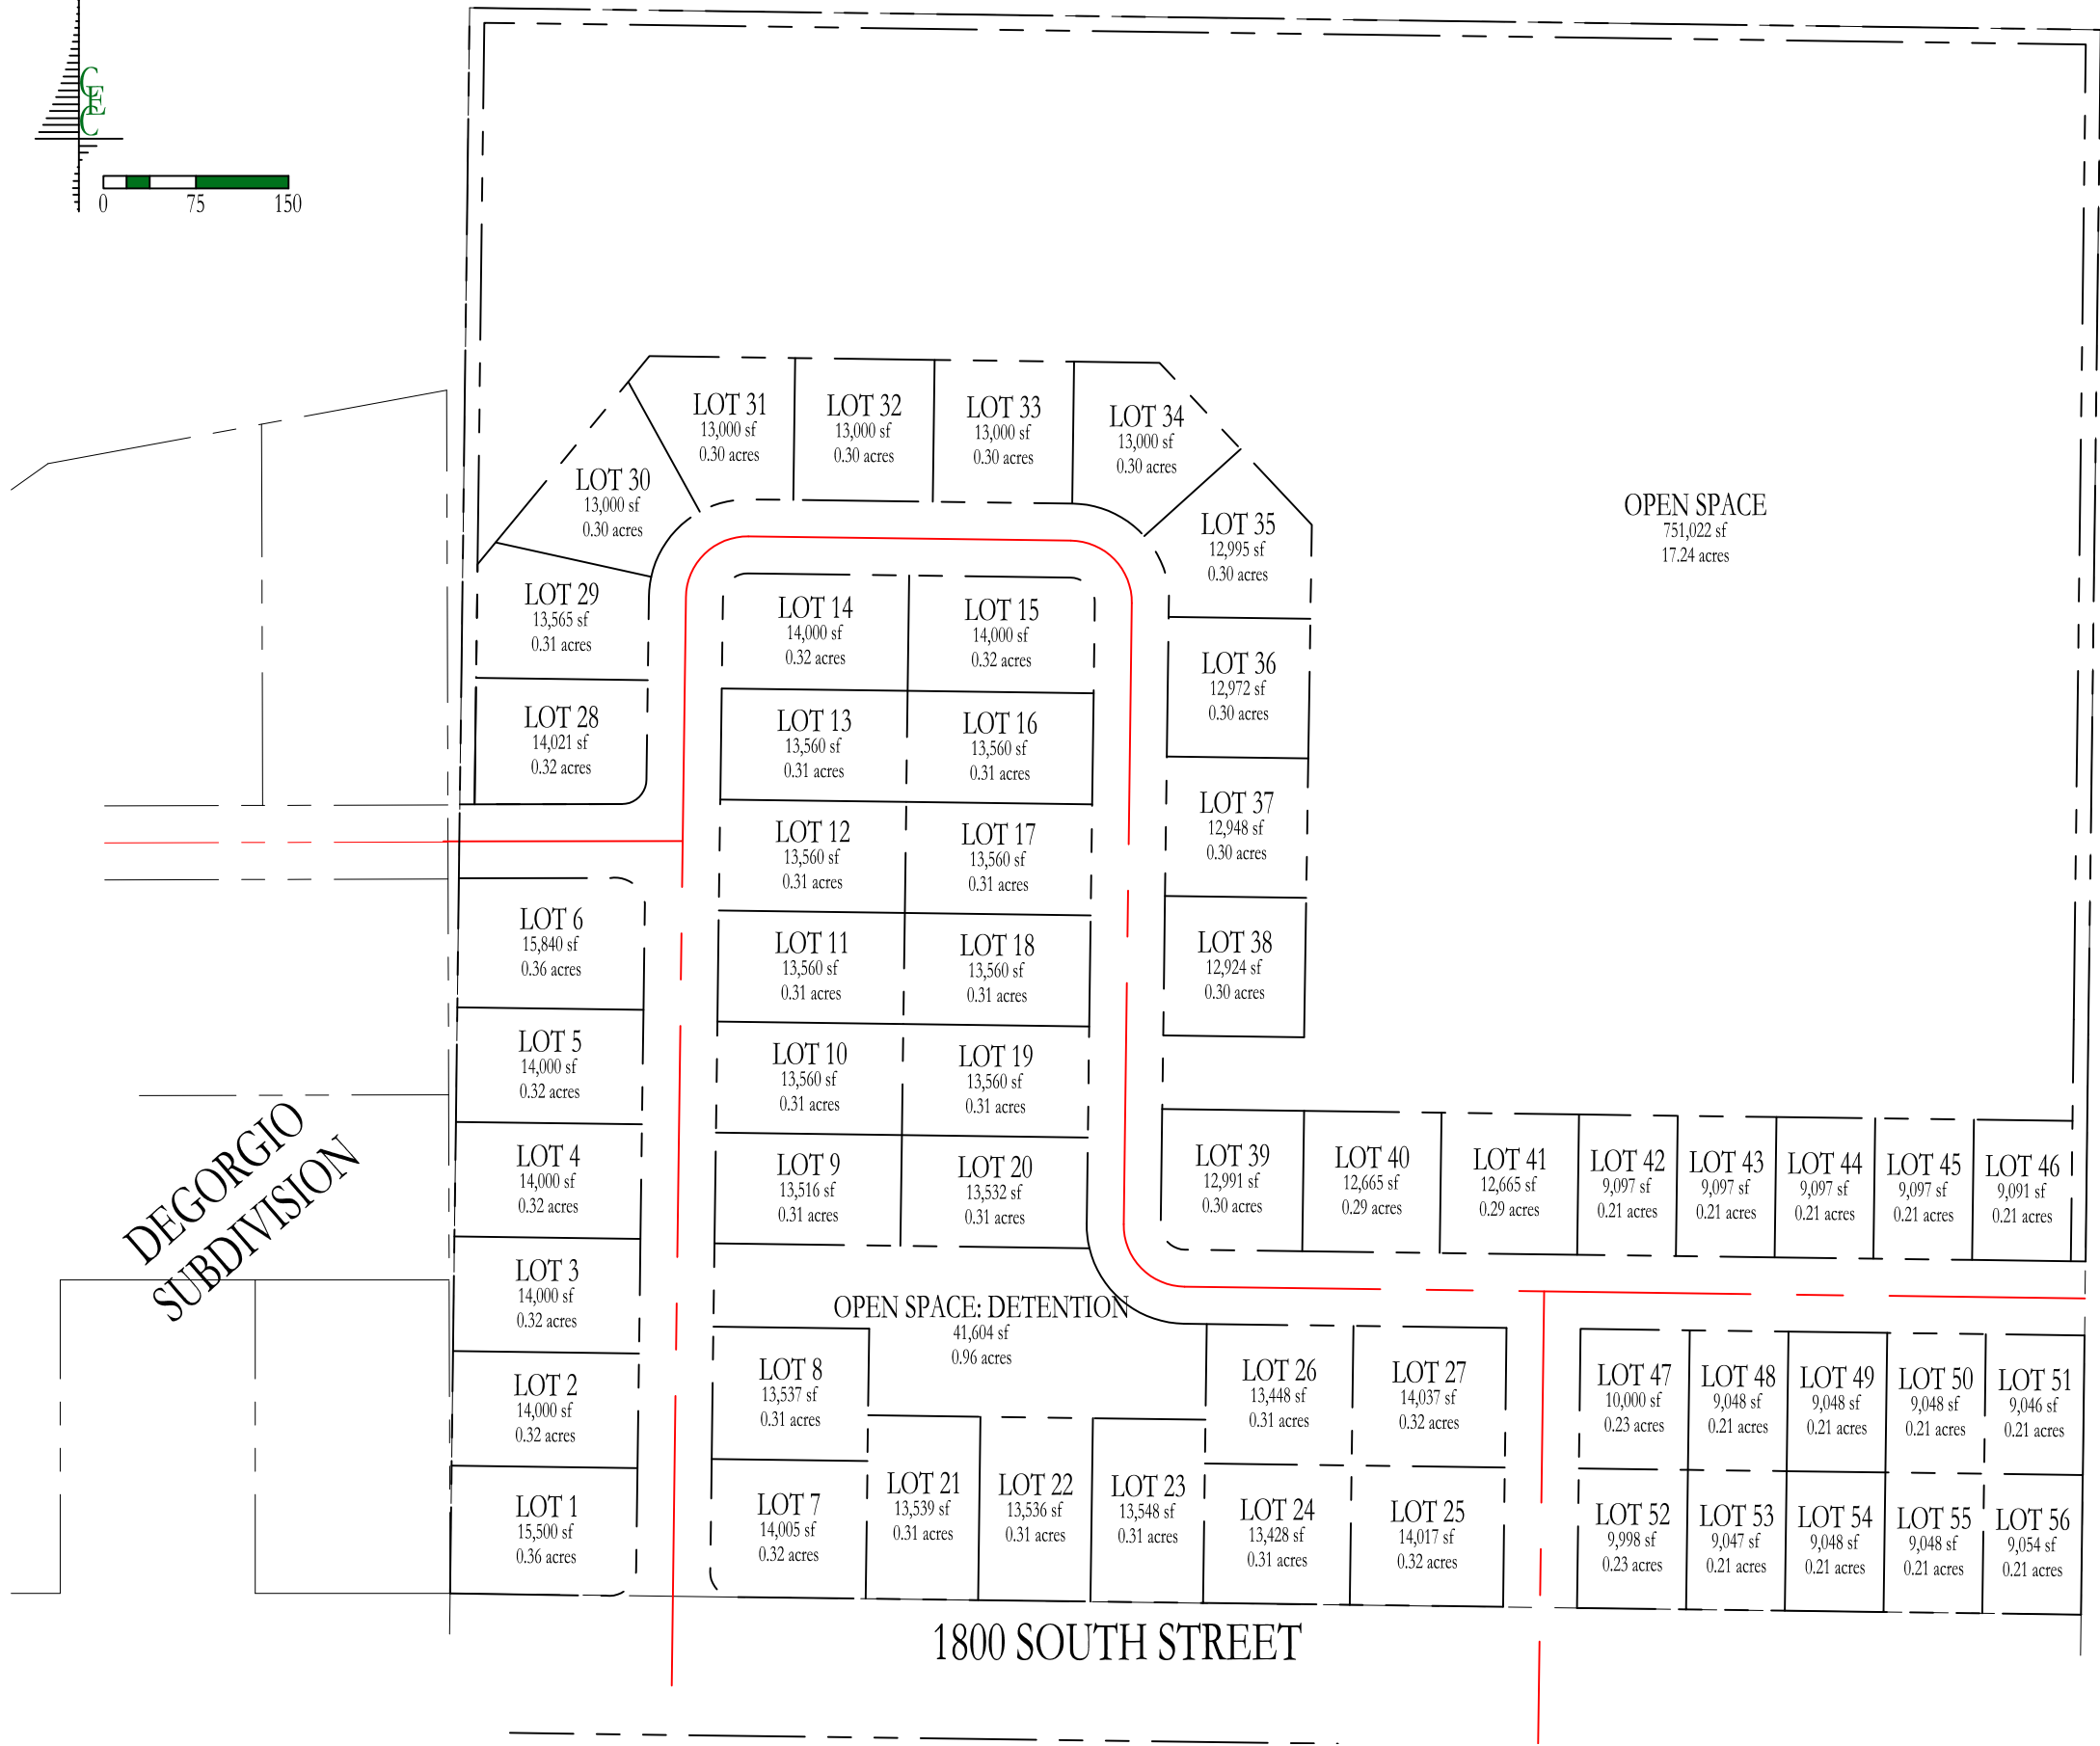 C
E
C
0 75 150
LOT 31
13,000 sf
0.30 acres
LOT 32
13,000 sf
0.30 acres
LOT 33
13,000 sf
0.30 acres
LOT 34
13,000 sf
0.30 acres
LOT 30
13,000 sf
0.30 acres
LOT 35
12,995 sf
0.30 acres
OPEN SPACE
751,022 sf
17.24 acres
LOT 29
13,565 sf
0.31 acres
LOT 14
14,000 sf
0.32 acres
LOT 15
14,000 sf
0.32 acres
LOT 36
12,972 sf
0.30 acres
LOT 28
14,021 sf
0.32 acres
LOT 13
13,560 sf
0.31 acres
LOT 16
13,560 sf
0.31 acres
LOT 37
12,948 sf
0.30 acres
LOT 12
13,560 sf
0.31 acres
LOT 17
13,560 sf
0.31 acres
LOT 6
15,840 sf
0.36 acres
LOT 11
13,560 sf
0.31 acres
LOT 18
13,560 sf
0.31 acres
LOT 38
12,924 sf
0.30 acres
LOT 5
14,000 sf
0.32 acres
LOT 10
13,560 sf
0.31 acres
LOT 19
13,560 sf
0.31 acres
DEGORGIO
SUBDIVISION
LOT 4
14,000 sf
0.32 acres
LOT 9
13,516 sf
0.31 acres
LOT 20
13,532 sf
0.31 acres
LOT 39
12,991 sf
0.30 acres
LOT 40
12,665 sf
0.29 acres
LOT 41
12,665 sf
0.29 acres
LOT 42
9,097 sf
0.21 acres
LOT 43
9,097 sf
0.21 acres
LOT 44
9,097 sf
0.21 acres
LOT 45
9,097 sf
0.21 acres
LOT 46
9,091 sf
0.21 acres
LOT 3
14,000 sf
0.32 acres
OPEN SPACE: DETENTION
41,604 sf
0.96 acres
LOT 2
14,000 sf
0.32 acres
LOT 8
13,537 sf
0.31 acres
LOT 26
13,448 sf
0.31 acres
LOT 27
14,037 sf
0.32 acres
LOT 47
10,000 sf
0.23 acres
LOT 48
9,048 sf
0.21 acres
LOT 49
9,048 sf
0.21 acres
LOT 50
9,048 sf
0.21 acres
LOT 51
9,046 sf
0.21 acres
LOT 1
15,500 sf
0.36 acres
LOT 7
14,005 sf
0.32 acres
LOT 21
13,539 sf
0.31 acres
LOT 22
13,536 sf
0.31 acres
LOT 23
13,548 sf
0.31 acres
LOT 24
13,428 sf
0.31 acres
LOT 25
14,017 sf
0.32 acres
LOT 52
9,998 sf
0.23 acres
LOT 53
9,047 sf
0.21 acres
LOT 54
9,048 sf
0.21 acres
LOT 55
9,048 sf
0.21 acres
LOT 56
9,054 sf
0.21 acres
1800 SOUTH STREET